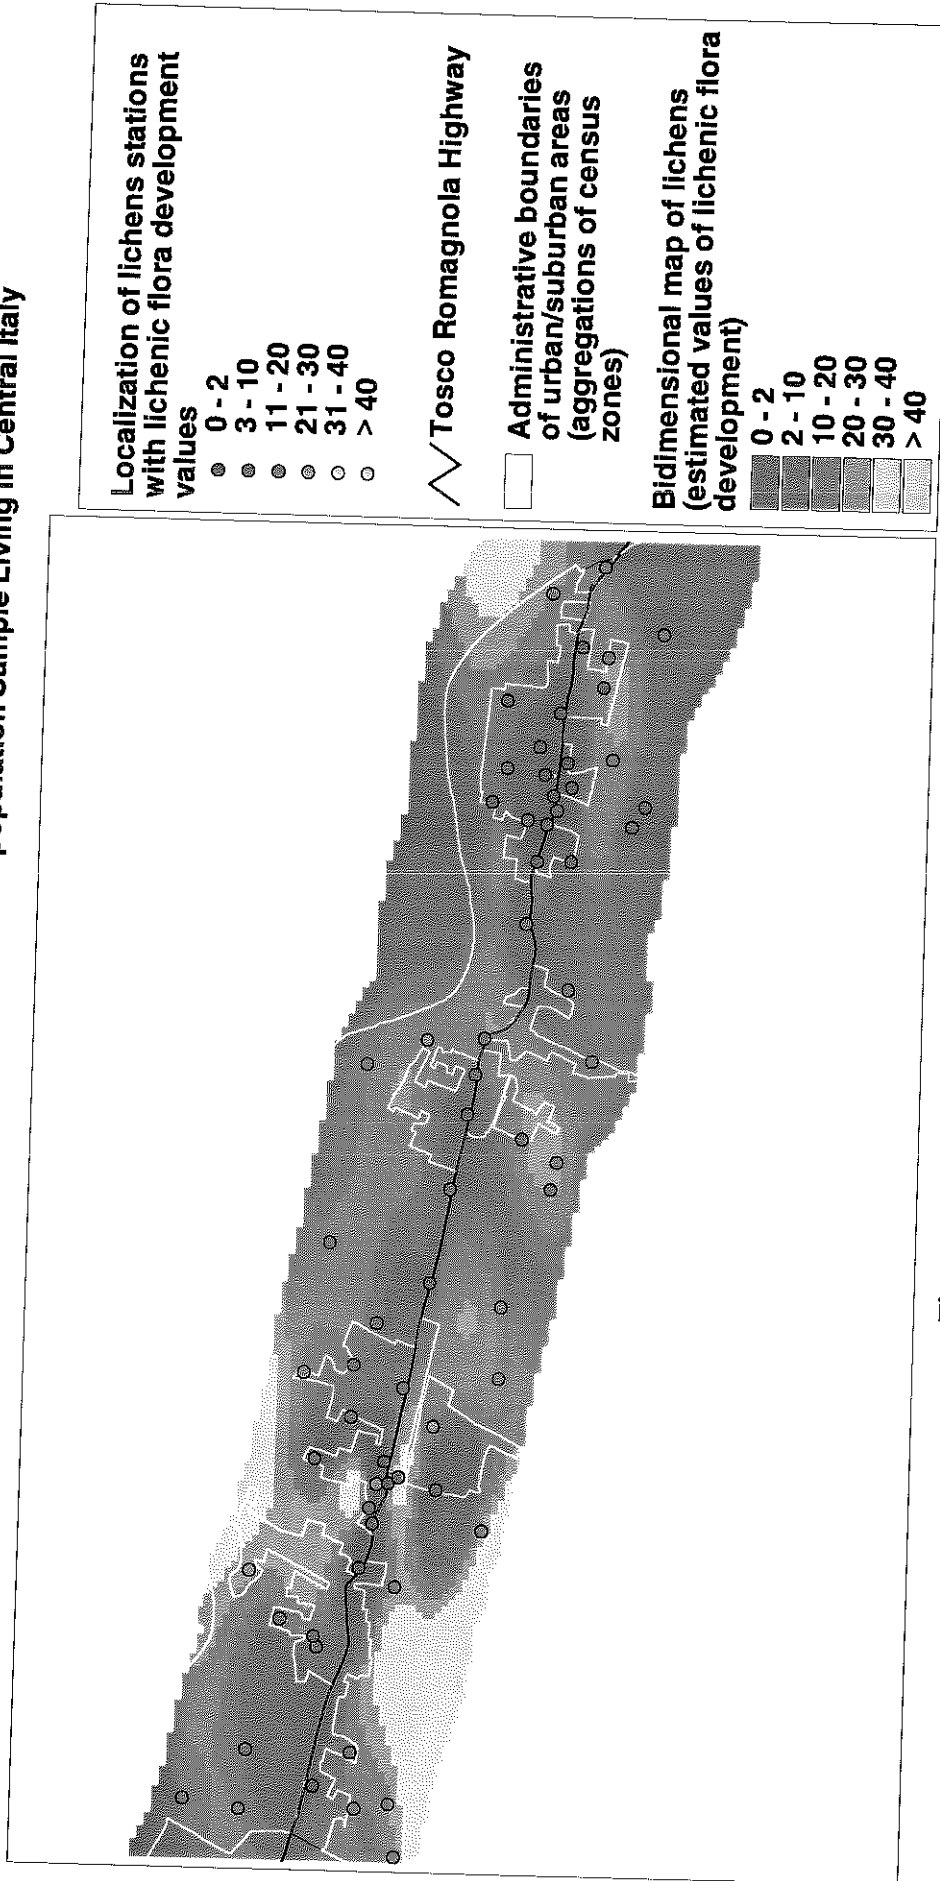 Population Sample Living in Central Italy
Localization of lichens stations
with lichenic flora development
values
0 - 2
3 - 10
11 - 20
21 - 30
31 - 40
> 40
Tosco Romagnola Highway
Administrative boundaries
of urban/suburban areas
(aggregations of census
zones)
Bidimensional map of lichens
(estimated values of lichenic flora
development)
0 - 2
2 - 10
10 - 20
20 - 30
30 - 40
> 40